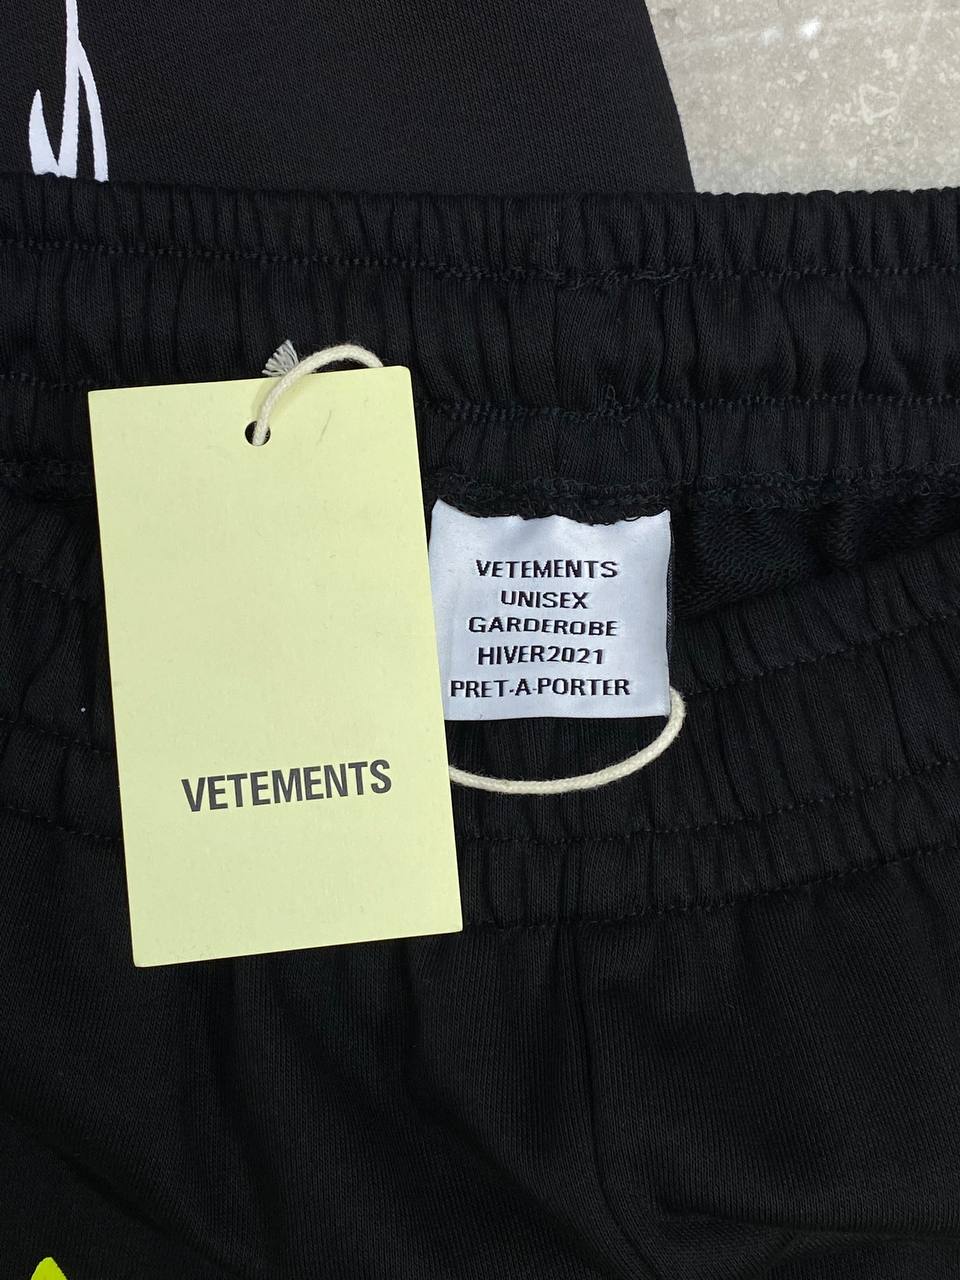 VETEMENTS
UNISEX
GARDEROBE
HIVER2021
PRET-A-PORTER
VETEMENTS